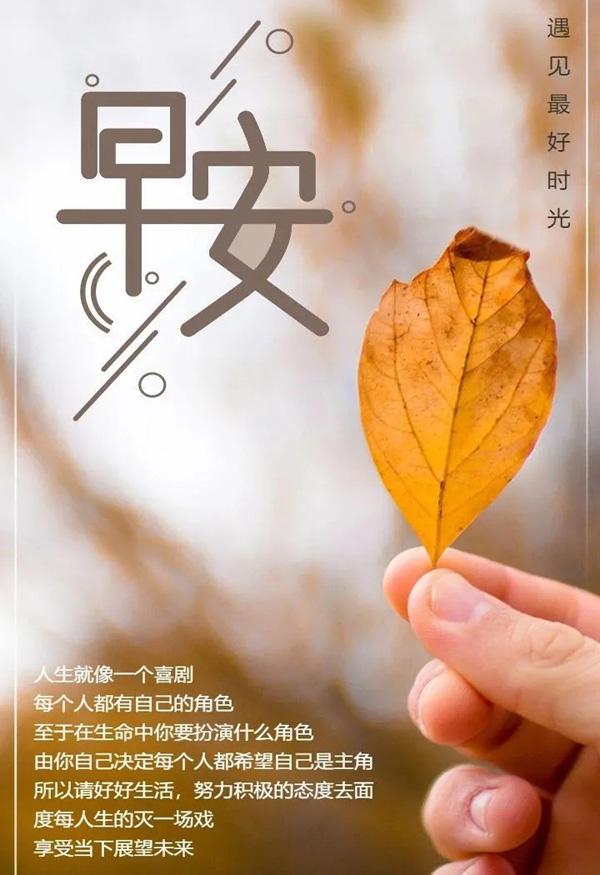 早安
遇见最好时光
人生就像一个喜剧
每个人都有自己的角色
至于在生命中你要扮演什么角色
由你自己决定每个人都希望自己是主角
所以请好好生活，努力积极的态度去面
度每人生的灭一场戏
享受当下展望未来